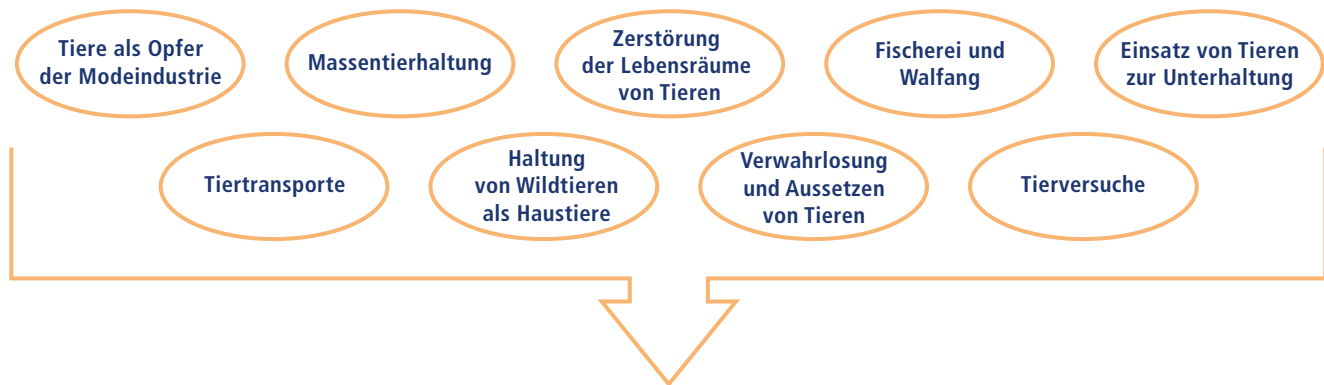 Tiere als Opfer
der Modeindustrie
Massentierhaltung
Zerstörung
der Lebensräume
von Tieren
Fischerei und
Walfang
Einsatz von Tieren
zur Unterhaltung
Tiertransporte
Haltung
von Wildtieren
als Haustiere
Verwahrlosung
und Aussetzen
von Tieren
Tierversuche